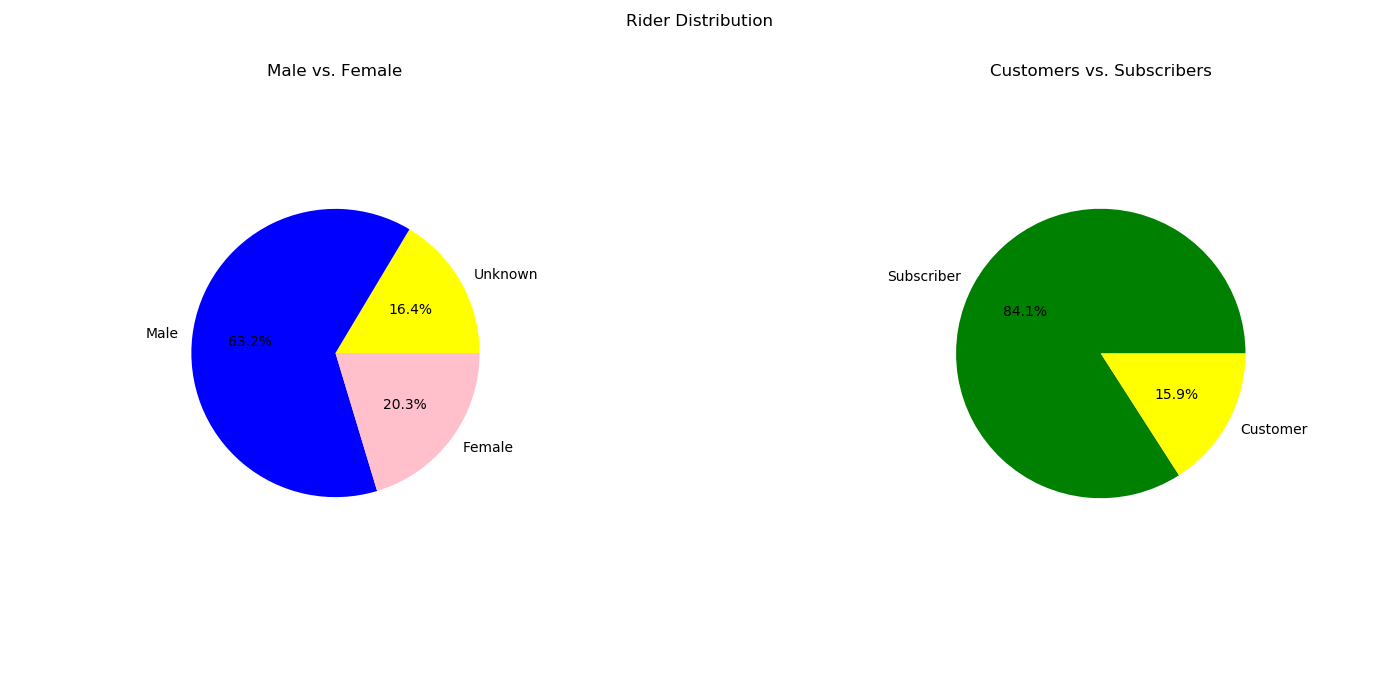 Rider Distribution
Male vs. Female
Unknown
16.4%
Male
63.2%
20.3%
Female
Customers vs. Subscribers
Subscriber
84.1%
15.9%
Customer